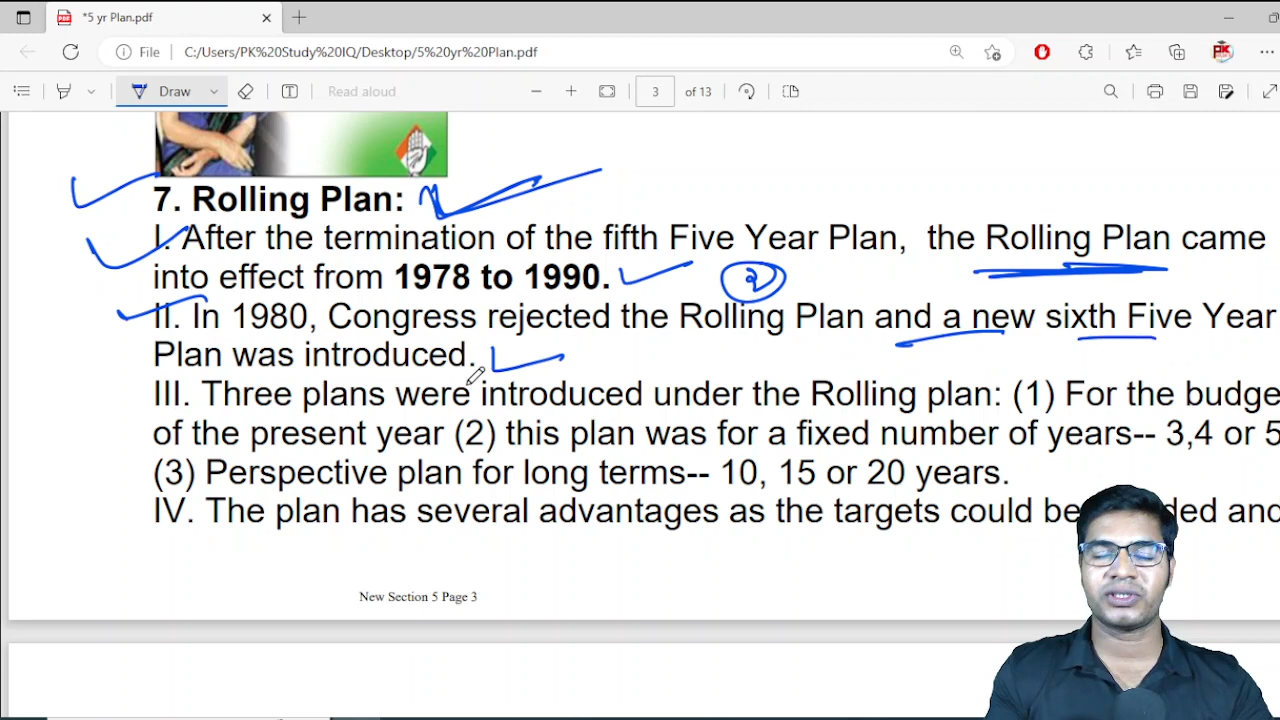 *5 yr Plan.pdf
File C:/Users/PK%20Study%20IQ/Desktop/5%20yr%20Plan.pdf
Draw Read aloud 3 of 13
7. Rolling Plan:
I. After the termination of the fifth Five Year Plan, the Rolling Plan came
into effect from 1978 to 1990.
2
II. In 1980, Congress rejected the Rolling Plan and a new sixth Five Year
Plan was introduced.
III. Three plans were introduced under the Rolling plan: (1) For the budge
of the present year (2) this plan was for a fixed number of years-- 3,4 or 5
(3) Perspective plan for long terms-- 10, 15 or 20 years.
IV. The plan has several advantages as the targets could be and
New Section 5 Page 3